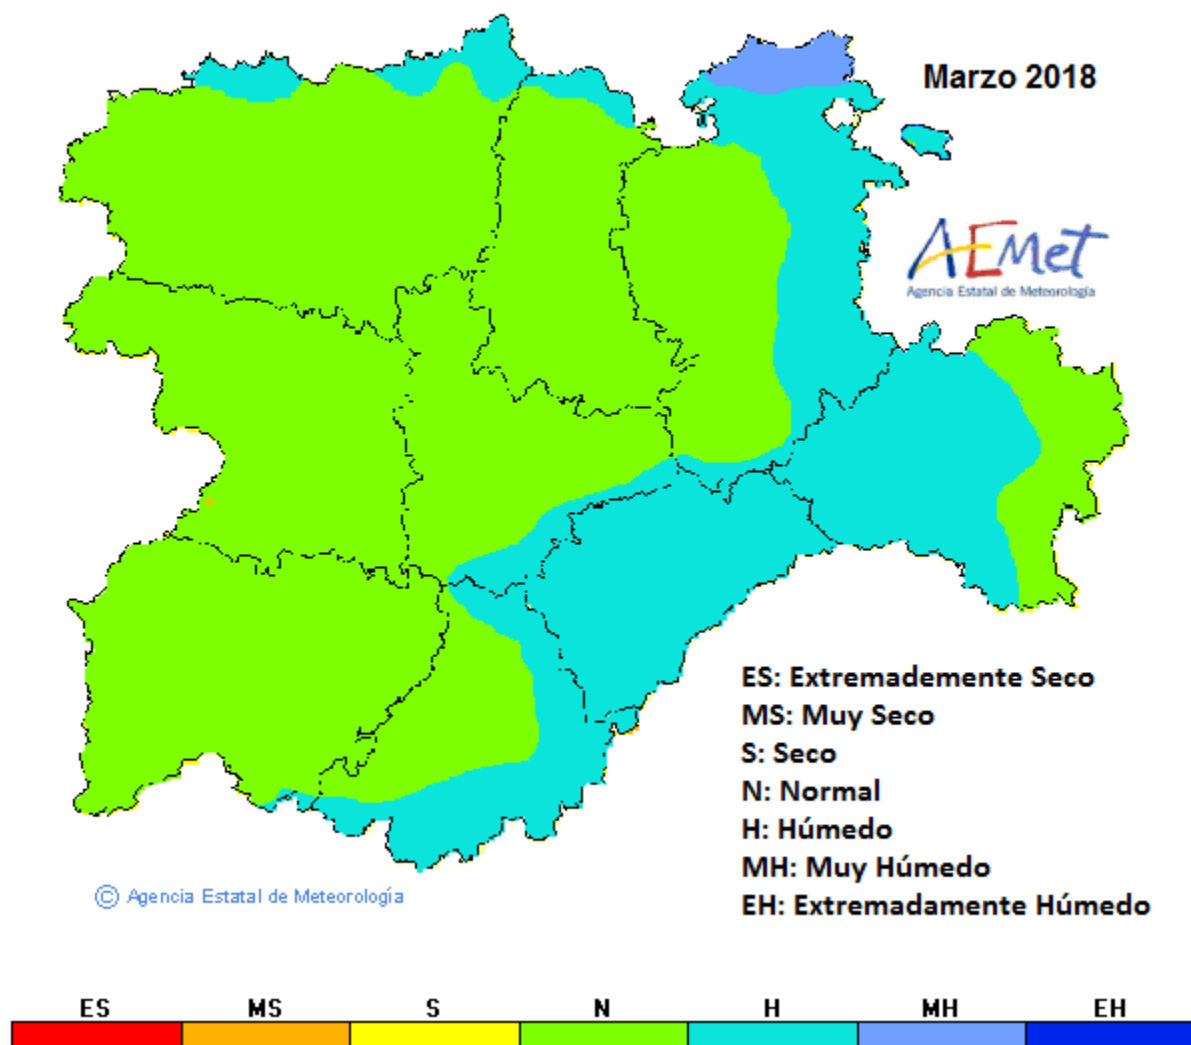 Marzo 2018
AEMet
Agencia Estatal de Meteorología
ES: Extremademente Seco
MS: Muy Seco
S: Seco
N: Normal
H: Húmedo
MH: Muy Húmedo
EH: Extremadamente Húmedo
© Agencia Estatal de Meteorología
ES MS S N H MH EH